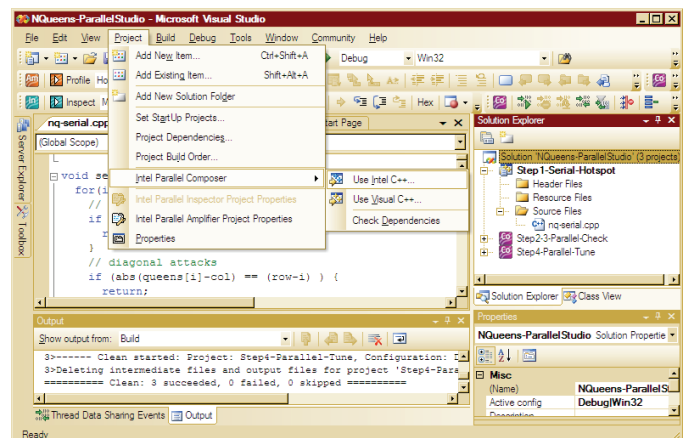 NQueens-ParallelStudio - Microsoft Visual Studio
File Edit View Project Build Debug Tools Window Community Help
Add New Item... Ctrl+Shift+A
Debug Win32
Profile Ho
Add Existing Item... Shift+Alt+A
Inspect M
Add New Solution Folder
Hex
nq-serial.cpp
Set StartUp Projects...
tart Page
Solution Explorer
(Global Scope)
Project Dependencies...
Project Build Order...
Solution 'NQueens-ParallelStudio' (3 projects)
Step1-Serial-Hotspot
void se
Intel Parallel Composer
Use Intel C++...
Header Files
for(i
Intel Parallel Inspector Project Properties
Use Visual C++...
Resource Files
//
Source Files
if
Intel Parallel Amplifier Project Properties
Check Dependencies
nq-serial.cpp
r
Properties
Step2-3-Parallel-Check
}
Step4-Parallel-Tune
// diagonal attacks
if (abs(queens[i]-col) == (row-i) ) {
return;
Server Explorer
Toolbox
Solution Explorer Class View
Output
Properties
Show output from: Build
NQueens-ParallelStudio Solution Propertie
3>------ Clean started: Project: Step4-Parallel-Tune, Configuration:
3>Deleting intermediate files and output files for project 'Step4-Para
========== Clean: 3 succeeded, 0 failed, 0 skipped ==========
Misc
(Name) NQueens-ParallelS
Active config Debug|Win32
Description
Thread Data Sharing Events Output
Ready